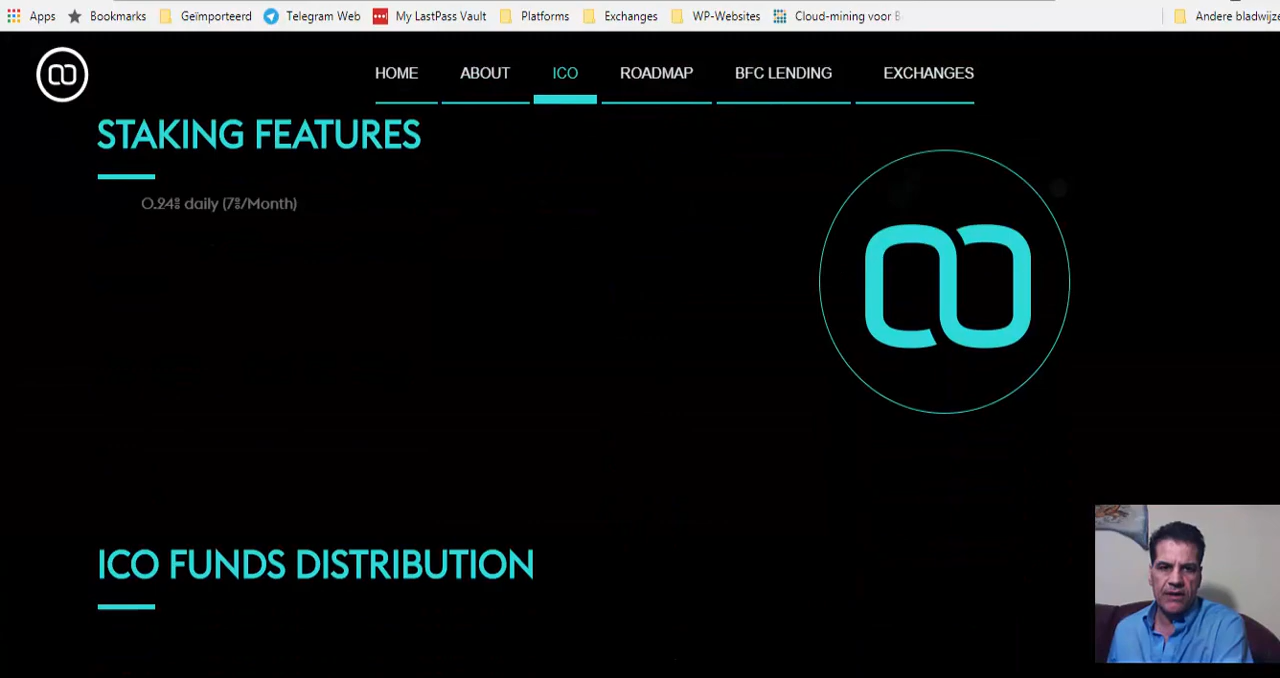 Apps Bookmarks Geïmporteerd Telegram Web My LastPass Vault Platforms Exchanges WP-Websites Cloud-mining voor B Andere bladwijze
HOME ABOUT ICO ROADMAP BFC LENDING EXCHANGES
STAKING FEATURES
0.24% daily (7%/Month)
ICO FUNDS DISTRIBUTION